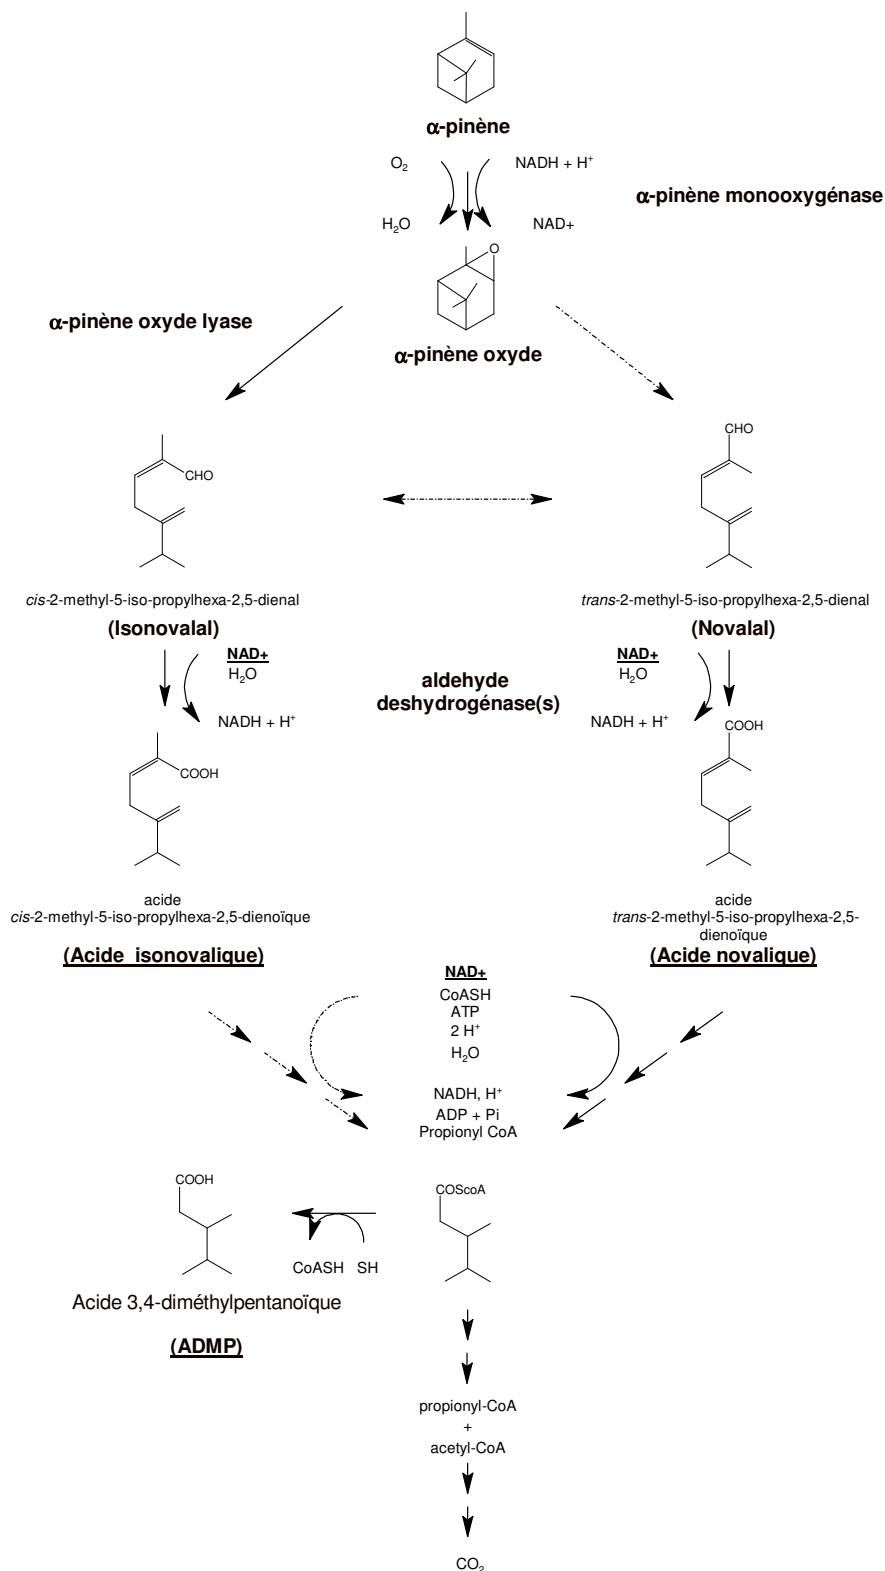 α-pinène
O2
NADH + H+
α-pinène monooxygénase
H2O
NAD+
O
α-pinène oxyde lyase
α-pinène oxyde
CHO
CHO
cis-2-methyl-5-iso-propylhexa-2,5-dienal
(Isonovalal)
trans-2-methyl-5-iso-propylhexa-2,5-dienal
(Novalal)
NAD+
H2O
NADH + H+
aldehyde
deshydrogénase(s)
NAD+
H2O
NADH + H+
COOH
COOH
acide
cis-2-methyl-5-iso-propylhexa-2,5-dienoïque
(Acide isonovalique)
acide
trans-2-methyl-5-iso-propylhexa-2,5-
dienoïque
(Acide novalique)
NAD+
CoASH
ATP
2 H+
H2O
NADH, H+
ADP + Pi
Propionyl CoA
COOH
COScoA
CoASH SH
Acide 3,4-diméthylpentanoïque
(ADMP)
propionyl-CoA
+
acetyl-CoA
CO2